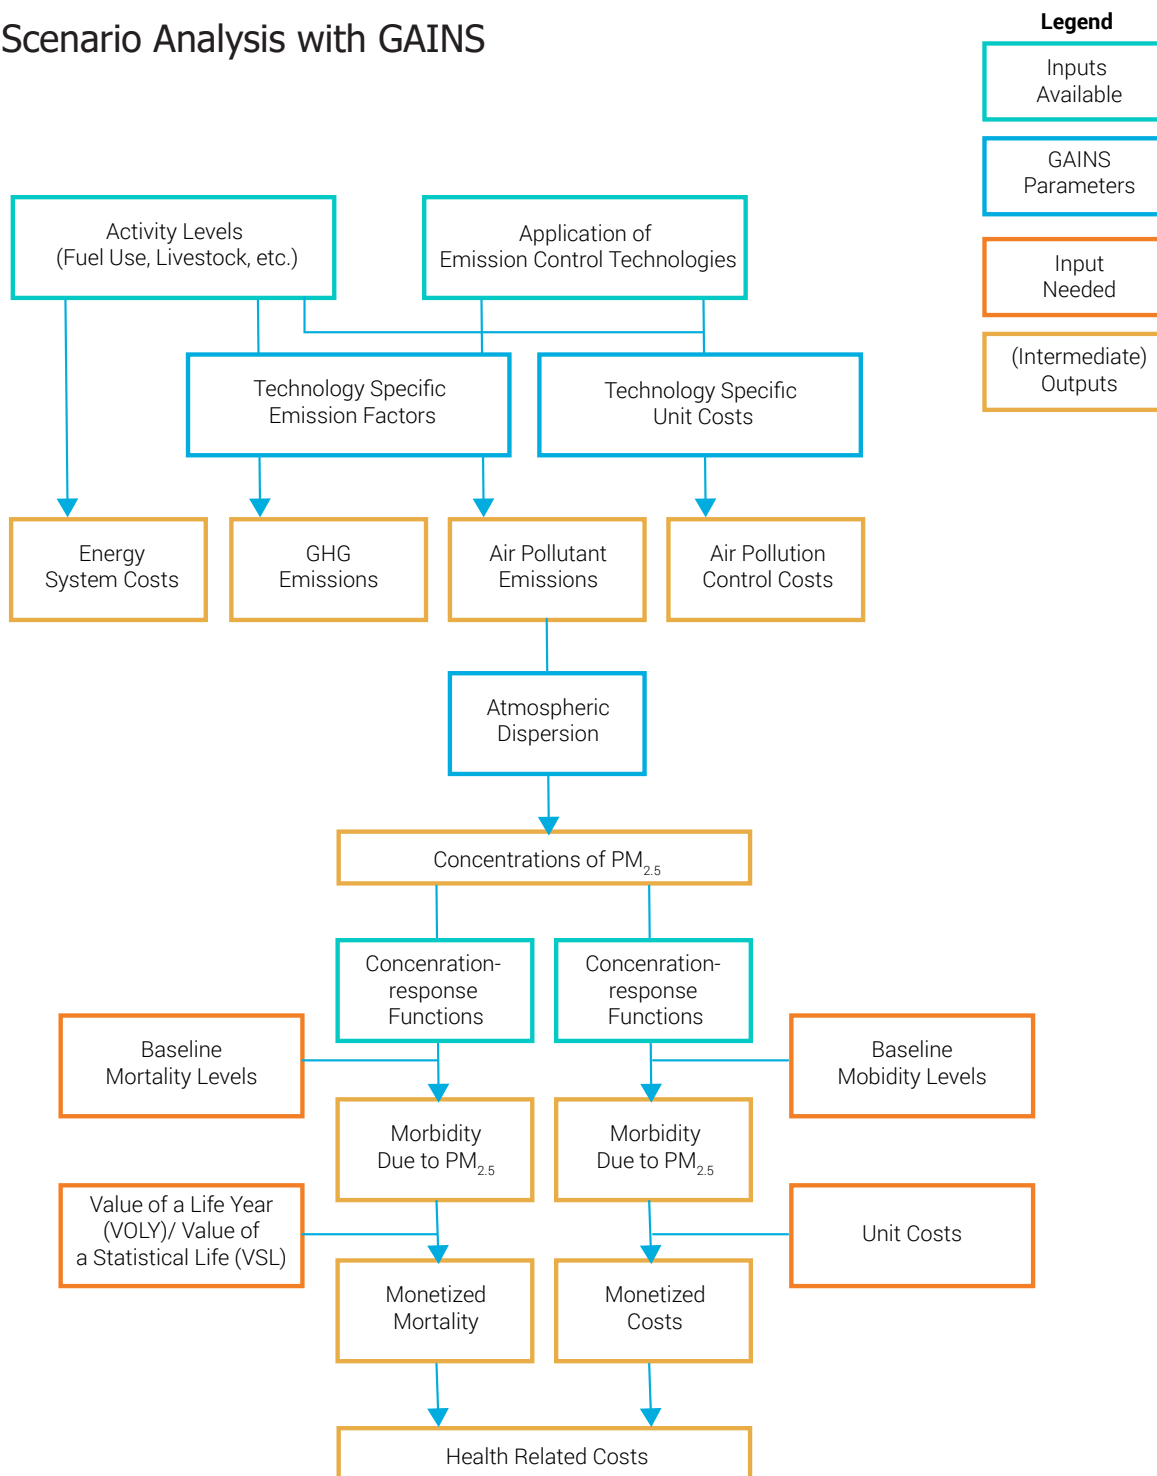 Scenario Analysis with GAINS
Legend
Inputs
Available
GAINS
Parameters
Input
Needed
(Intermediate)
Outputs
Activity Levels
(Fuel Use, Livestock, etc.)
Application of
Emission Control Technologies
Technology Specific
Emission Factors
Technology Specific
Unit Costs
Energy
System Costs
GHG
Emissions
Air Pollutant
Emissions
Air Pollution
Control Costs
Atmospheric
Dispersion
Concentrations of PM2.5
Concenration-
response
Functions
Concenration-
response
Functions
Baseline
Mortality Levels
Baseline
Mobidity Levels
Morbidity
Due to PM2.5
Morbidity
Due to PM2.5
Value of a Life Year
(VOLY)/ Value of
a Statistical Life (VSL)
Unit Costs
Monetized
Mortality
Monetized
Costs
Health Related Costs